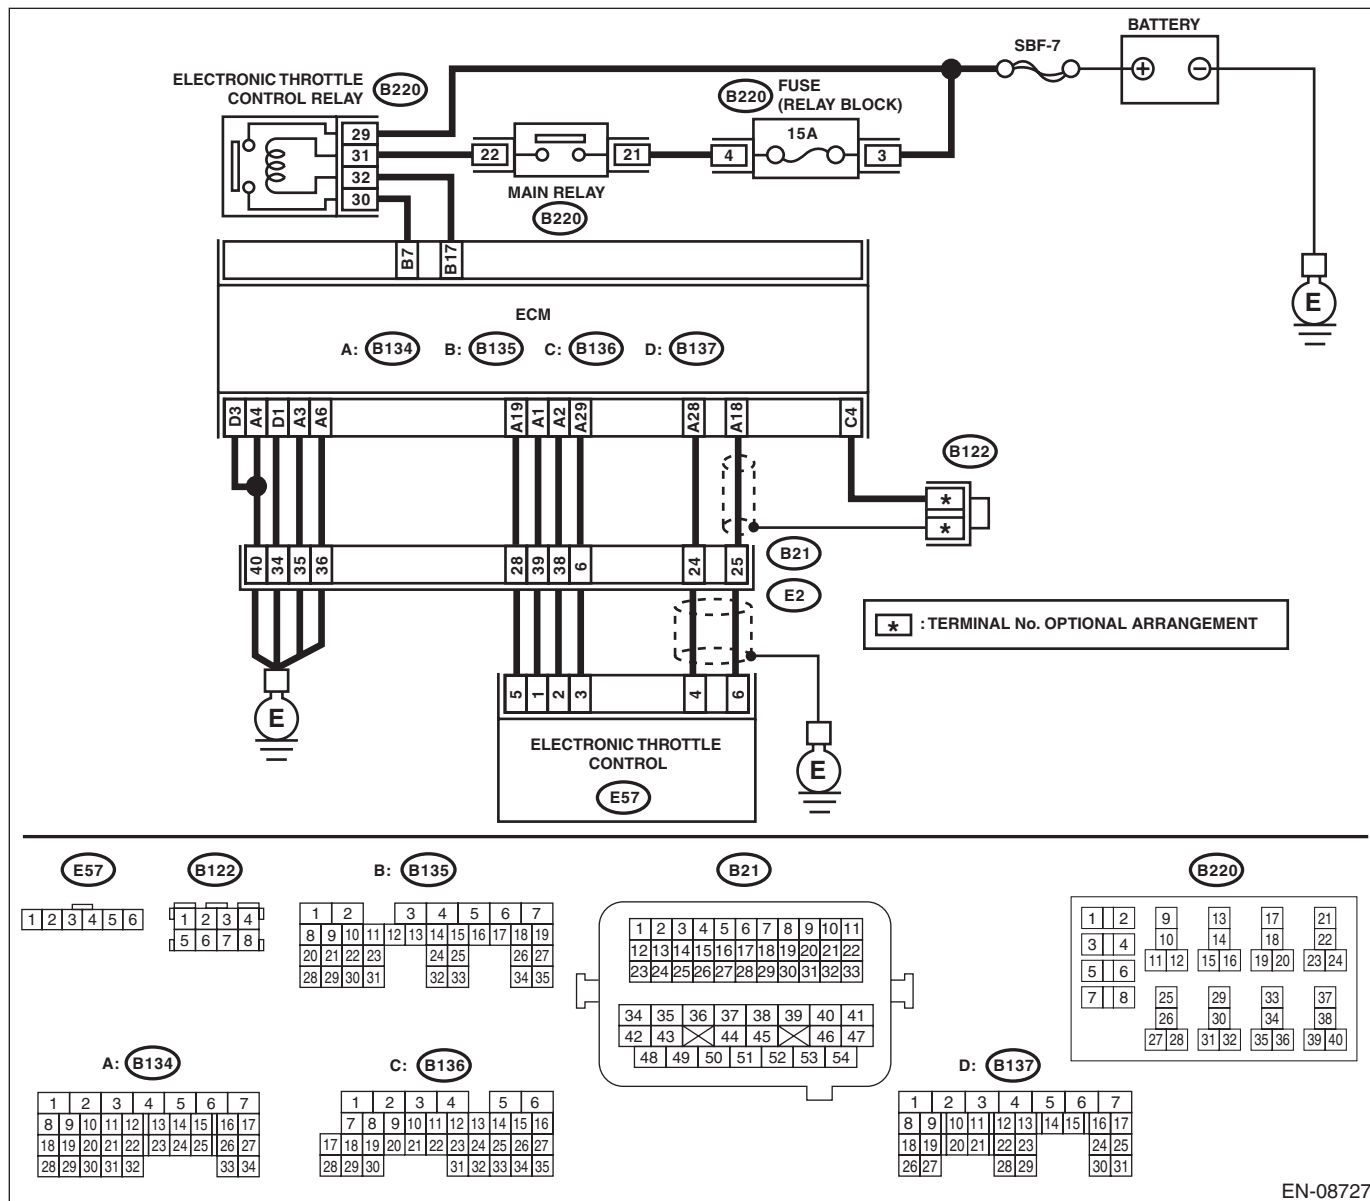 BATTERY
SBF-7
ELECTRONIC THROTTLE
CONTROL RELAY
B220
B220
FUSE
(RELAY BLOCK)
15A
29
31
32
30
22
21
4
3
MAIN RELAY
B220
B7
B17
E
ECM
A: B134 B: B135 C: B136 D: B137
D3 A4 D1 A3 A6 A19 A1 A2 A29 A28 A18 C4
B122
*
*
40 34 35 36 28 39 38 6 24 25
B21
E2
* : TERMINAL No. OPTIONAL ARRANGEMENT
5 1 2 3 4 6
E
ELECTRONIC THROTTLE
CONTROL
E57
E
E57
1 2 3 4 5 6
B122
1 2 3 4
5 6 7 8
B: B135
1 2 3 4 5 6 7
8 9 10 11 12 13 14 15 16 17 18 19
20 21 22 23 24 25 26 27
28 29 30 31 32 33 34 35
B21
1 2 3 4 5 6 7 8 9 10 11
12 13 14 15 16 17 18 19 20 21 22
23 24 25 26 27 28 29 30 31 32 33
34 35 36 37 38 39 40 41
42 43 44 45 46 47
48 49 50 51 52 53 54
B220
1 2 9 13 17 21
3 4 10 14 18 22
11 12 15 16 19 20 23 24
5 6
7 8 25 29 33 37
26 30 34 38
27 28 31 32 35 36 39 40
A: B134
1 2 3 4 5 6 7
8 9 10 11 12 13 14 15 16 17
18 19 20 21 22 23 24 25 26 27
28 29 30 31 32 33 34
C: B136
1 2 3 4 5 6
7 8 9 10 11 12 13 14 15 16
17 18 19 20 21 22 23 24 25 26 27
28 29 30 31 32 33 34 35
D: B137
1 2 3 4 5 6 7
8 9 10 11 12 13 14 15 16 17
18 19 20 21 22 23 24 25
26 27 28 29 30 31
EN-08727